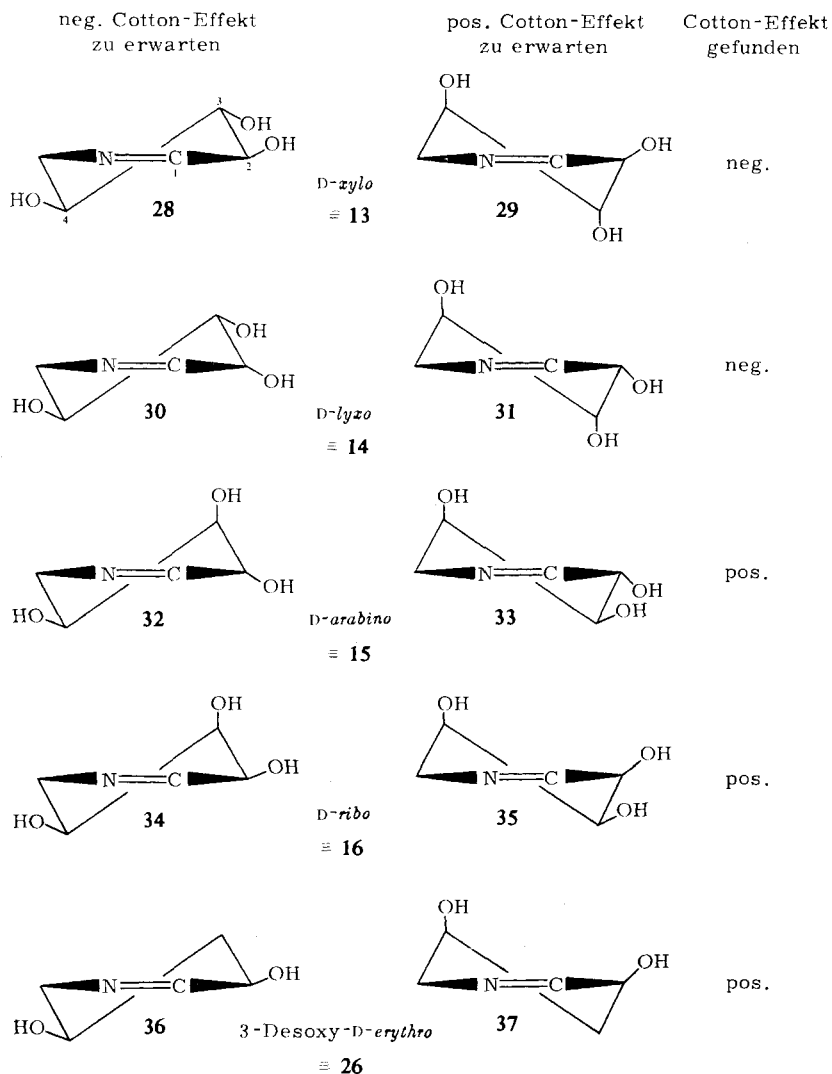 neg. Cotton-Effekt
zu erwarten
pos. Cotton-Effekt
zu erwarten
Cotton-Effekt
gefunden
3
OH
OH
N=C
1
2
HO
4
28
D-xylo
≡ 13
OH
N=C
OH
OH
29
neg.
OH
N=C
OH
HO
30
D-lyxo
≡ 14
OH
N=C
OH
OH
31
neg.
OH
N=C
OH
HO
32
D-arabino
≡ 15
OH
N=C
OH
OH
33
pos.
OH
N=C
OH
HO
34
D-ribo
≡ 16
OH
OH
N=C
OH
35
pos.
N=C
OH
HO
36
3-Desoxy-D-erythro
≡ 26
OH
OH
N=C
37
pos.